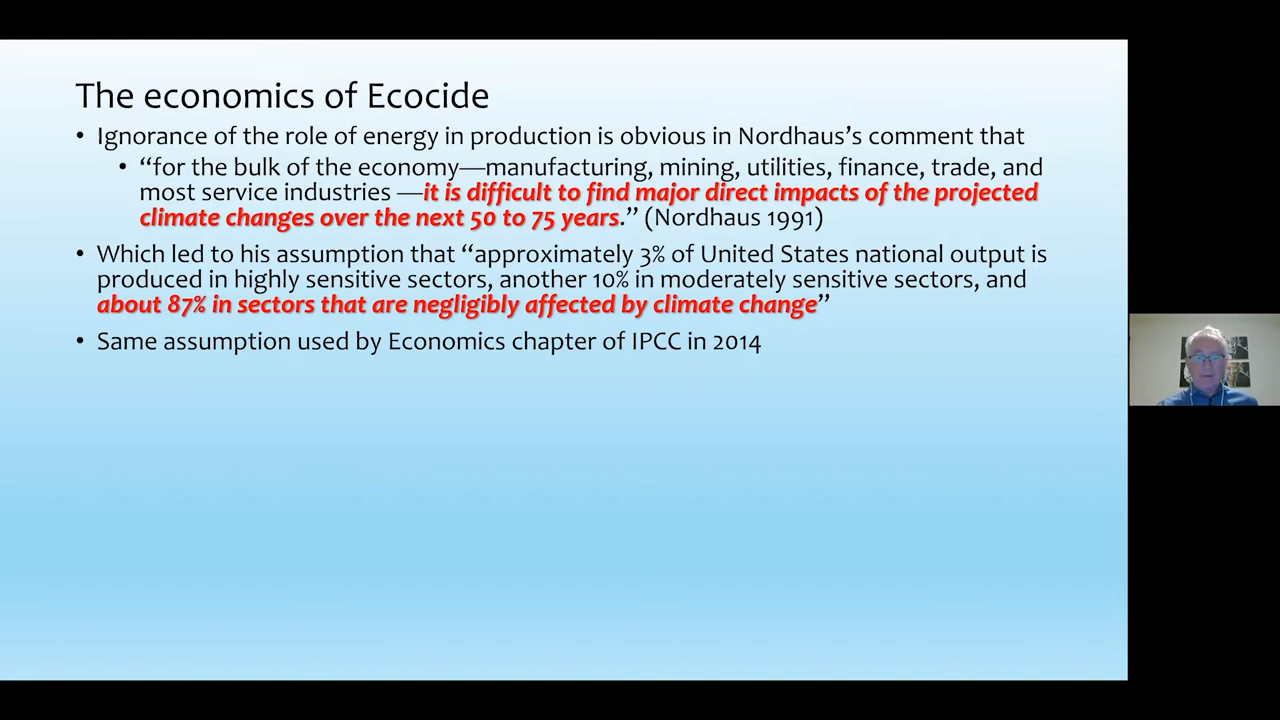 The economics of Ecocide
• Ignorance of the role of energy in production is obvious in Nordhaus’s comment that
• “for the bulk of the economy—manufacturing, mining, utilities, finance, trade, and
most service industries —it is difficult to find major direct impacts of the projected
climate changes over the next 50 to 75 years.” (Nordhaus 1991)
• Which led to his assumption that “approximately 3% of United States national output is
produced in highly sensitive sectors, another 10% in moderately sensitive sectors, and
about 87% in sectors that are negligibly affected by climate change”
• Same assumption used by Economics chapter of IPCC in 2014